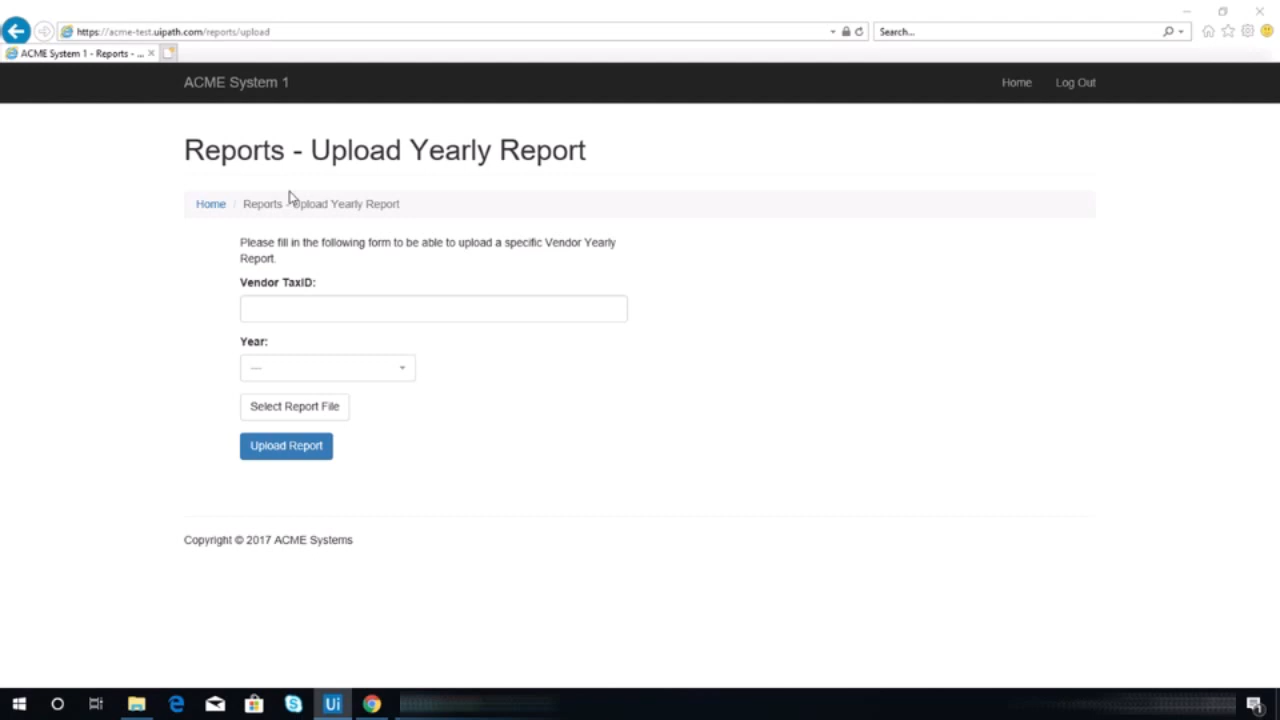 https://acme-test.uipath.com/reports/upload
Search...
ACME System 1 - Reports - ...
ACME System 1
Home
Log Out
Reports - Upload Yearly Report
Home / Reports - Upload Yearly Report
Please fill in the following form to be able to upload a specific Vendor Yearly
Report.
Vendor TaxID:
Year:
---
Select Report File
Upload Report
Copyright © 2017 ACME Systems
Ui
1